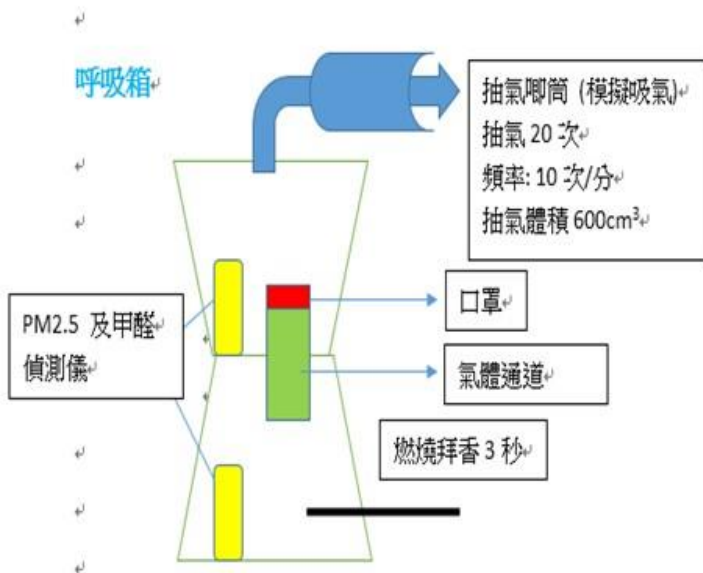 呼吸箱
抽氣唧筒 (模擬吸氣)
抽氣 20 次
頻率: 10 次/分
抽氣體積 600cm³
口罩
PM2.5 及甲醛
偵測儀
氣體通道
燃燒拜香 3 秒